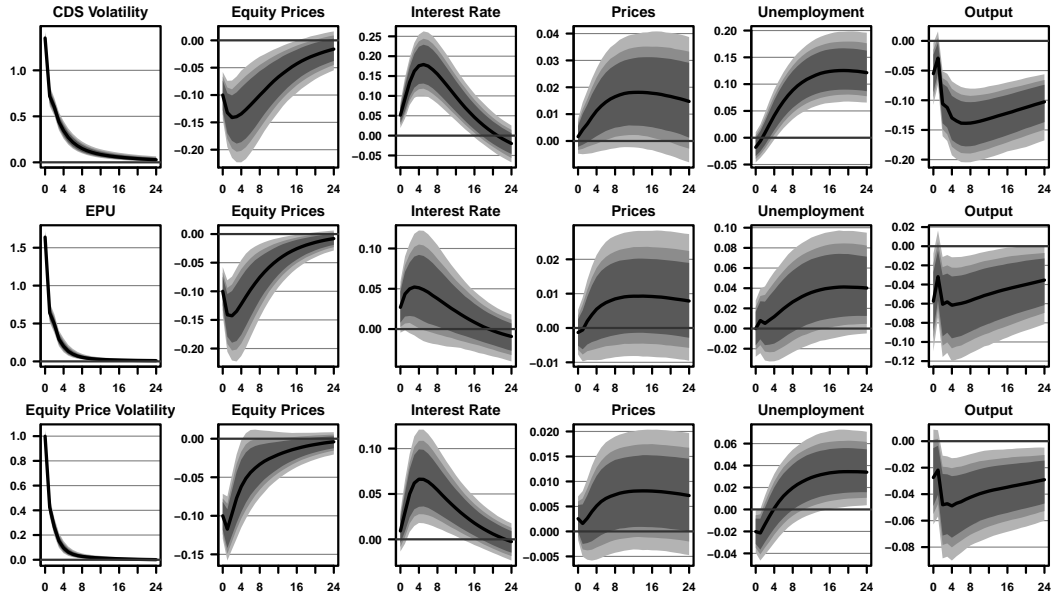 CDS Volatility Equity Prices Interest Rate Prices Unemployment Output
0.0 0.5 1.0
−0.20 −0.15 −0.10 −0.05 0.00
−0.05 0.00 0.05 0.10 0.15 0.20 0.25
0.00 0.01 0.02 0.03 0.04
−0.05 0.00 0.05 0.10 0.15 0.20
−0.20 −0.15 −0.10 −0.05 0.00
0 4 8 16 24 0 4 8 16 24 0 4 8 16 24 0 4 8 16 24 0 4 8 16 24 0 4 8 16 24
EPU Equity Prices Interest Rate Prices Unemployment Output
0.0 0.5 1.0 1.5
−0.20 −0.15 −0.10 −0.05 0.00
0.00 0.05 0.10
−0.01 0.00 0.01 0.02
−0.02 0.00 0.02 0.04 0.06 0.08 0.10
−0.12 −0.10 −0.08 −0.06 −0.04 −0.02 0.00 0.02
0 4 8 16 24 0 4 8 16 24 0 4 8 16 24 0 4 8 16 24 0 4 8 16 24 0 4 8 16 24
Equity Price Volatility Equity Prices Interest Rate Prices Unemployment Output
0.0 0.2 0.4 0.6 0.8 1.0
−0.15 −0.10 −0.05 0.00
0.00 0.05 0.10
−0.005 0.000 0.005 0.010 0.015 0.020
−0.04 −0.02 0.00 0.02 0.04 0.06
−0.08 −0.06 −0.04 −0.02 0.00
0 4 8 16 24 0 4 8 16 24 0 4 8 16 24 0 4 8 16 24 0 4 8 16 24 0 4 8 16 24